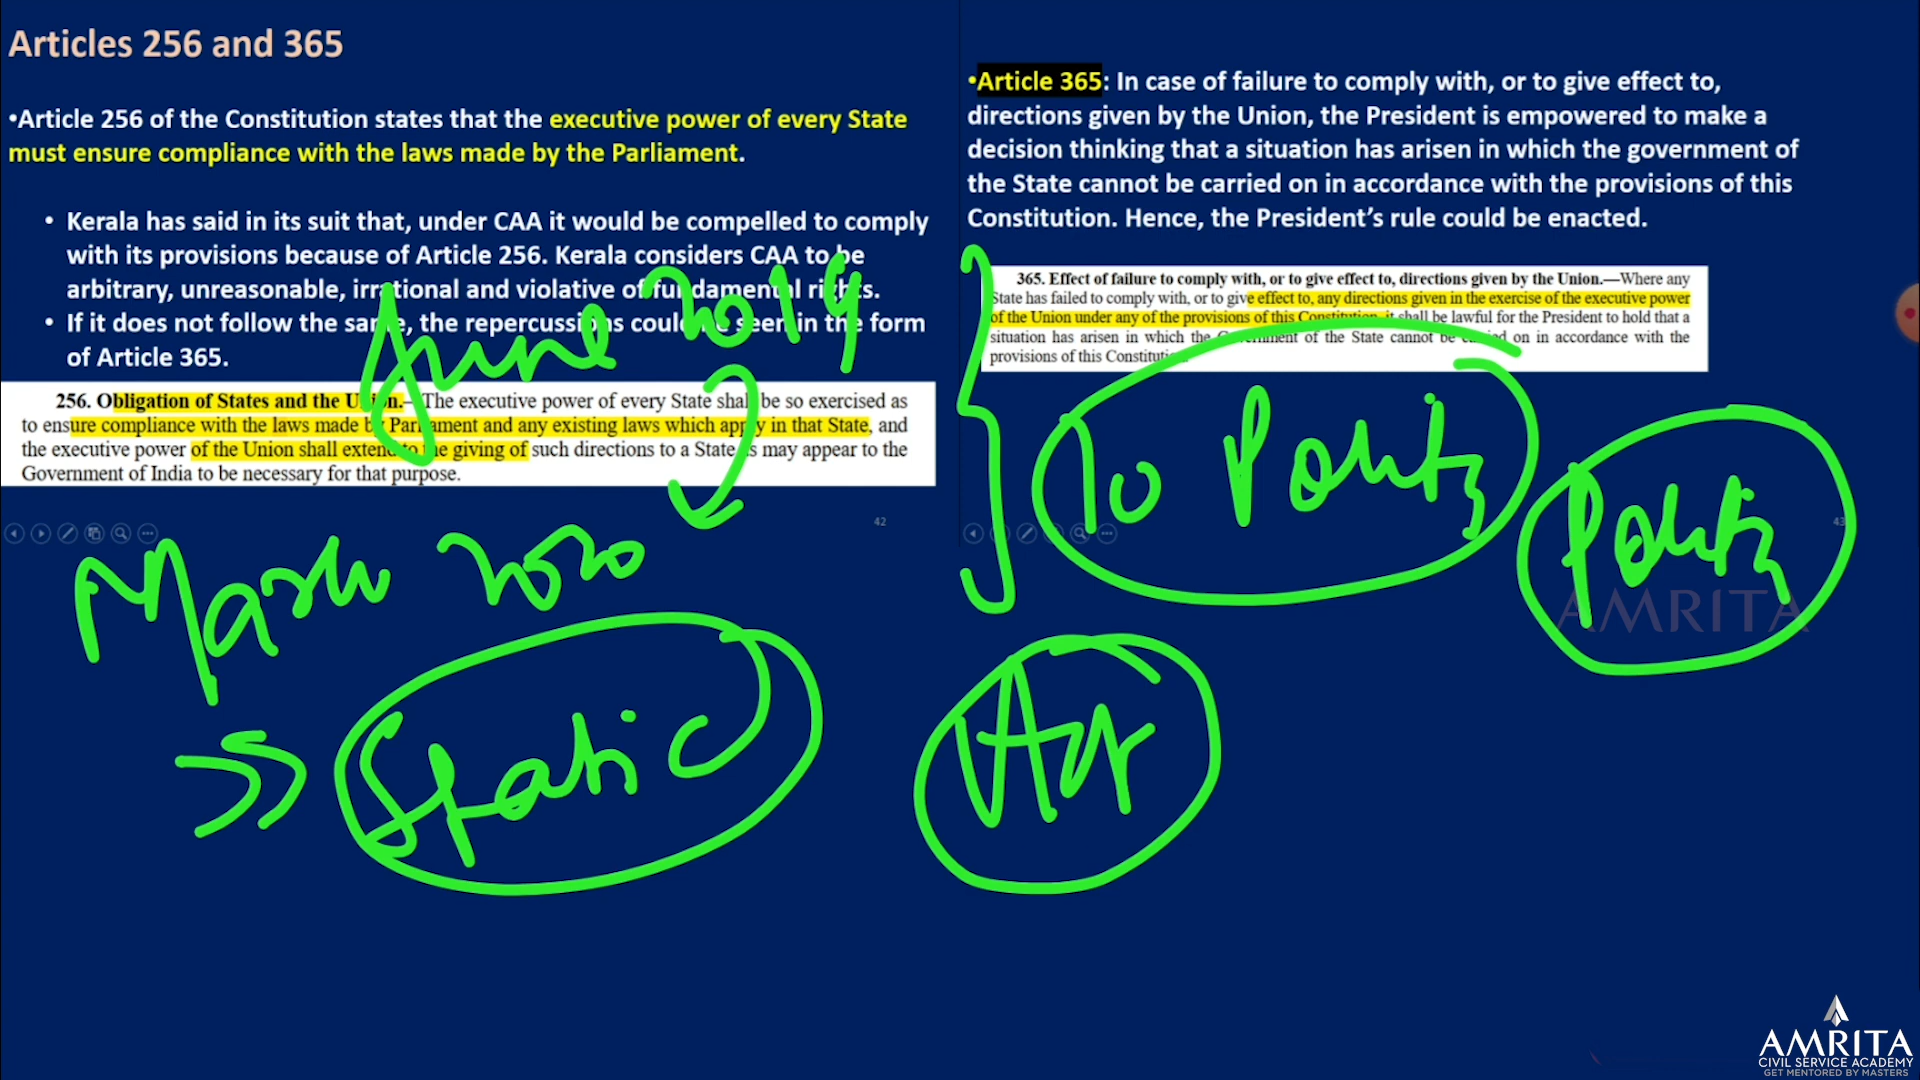 Articles 256 and 365
•Article 256 of the Constitution states that the executive power of every State
must ensure compliance with the laws made by the Parliament.
• Kerala has said in its suit that, under CAA it would be compelled to comply
with its provisions because of Article 256. Kerala considers CAA to be
arbitrary, unreasonable, irrational and violative of fundamental rights.
• If it does not follow the same, the repercussions could be seen in the form
of Article 365.
256. Obligation of States and the Union.—The executive power of every State shall be so exercised as
to ensure compliance with the laws made by Parliament and any existing laws which apply in that State, and
the executive power of the Union shall extend to the giving of such directions to a State as may appear to the
Government of India to be necessary for that purpose.
42
•Article 365: In case of failure to comply with, or to give effect to,
directions given by the Union, the President is empowered to make a
decision thinking that a situation has arisen in which the government of
the State cannot be carried on in accordance with the provisions of this
Constitution. Hence, the President's rule could be enacted.
365. Effect of failure to comply with, or to give effect to, directions given by the Union.—Where any
State has failed to comply with, or to give effect to, any directions given in the exercise of the executive power
of the Union under any of the provisions of this Constitution, it shall be lawful for the President to hold that a
situation has arisen in which the Government of the State cannot be carried on in accordance with the
provisions of this Constitution.
43
June 2019
March 2020
Static
To Polity
Polity
AMRITA
AMRITA
CIVIL SERVICE ACADEMY
GET MENTORED BY MASTERS